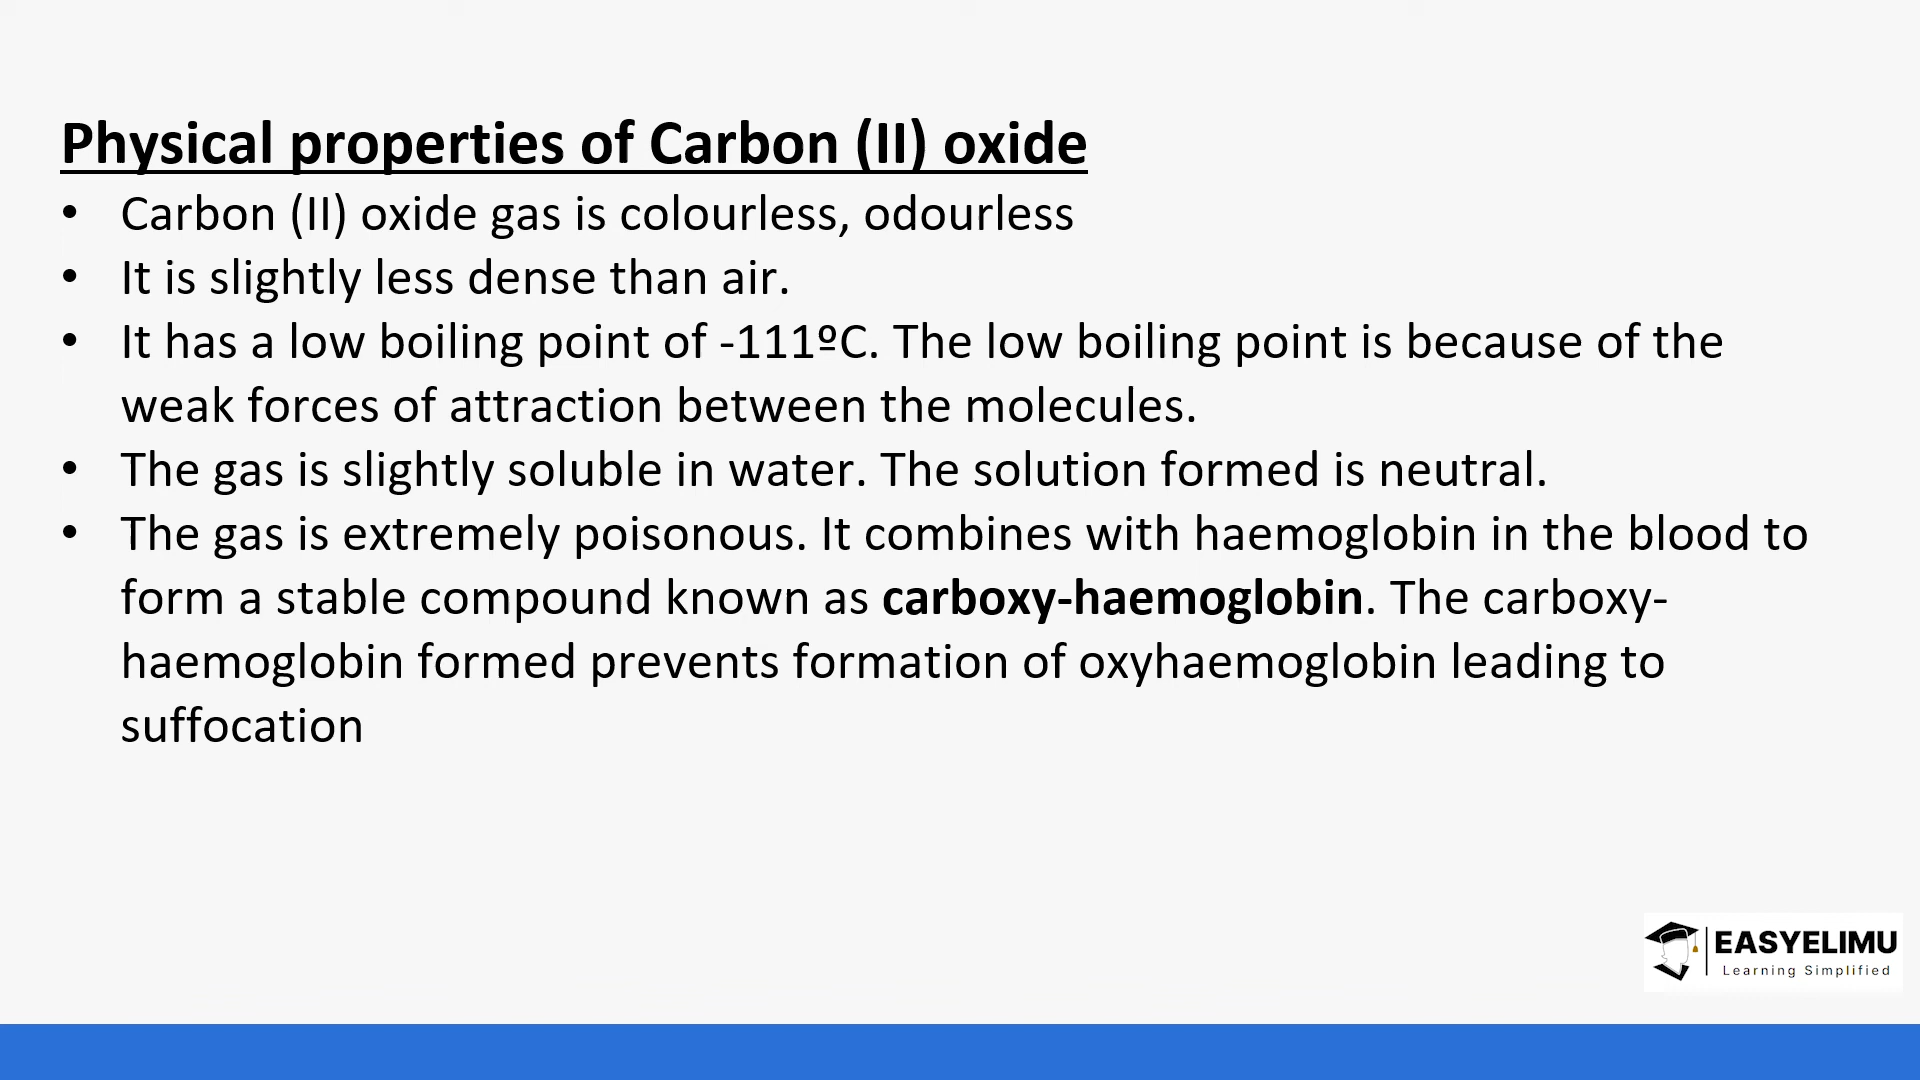 Physical properties of Carbon (II) oxide
• Carbon (II) oxide gas is colourless, odourless
• It is slightly less dense than air.
• It has a low boiling point of -111ºC. The low boiling point is because of the
weak forces of attraction between the molecules.
• The gas is slightly soluble in water. The solution formed is neutral.
• The gas is extremely poisonous. It combines with haemoglobin in the blood to
form a stable compound known as carboxy-haemoglobin. The carboxy-
haemoglobin formed prevents formation of oxyhaemoglobin leading to
suffocation
EASYELIMU
Learning Simplified